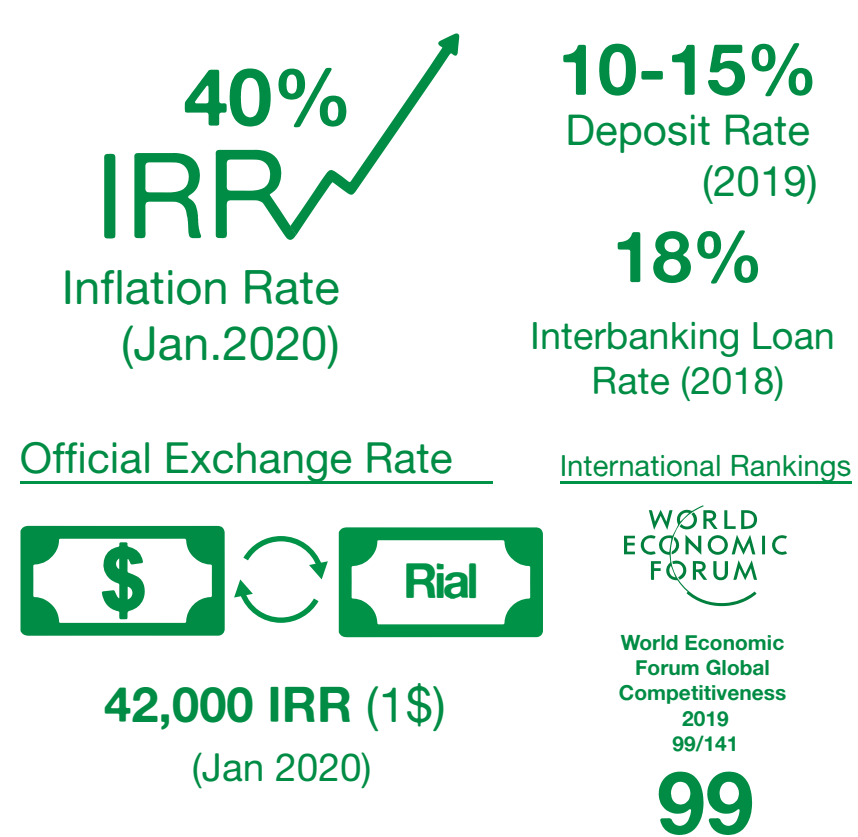 40%
IRR
Inflation Rate
(Jan.2020)
10-15%
Deposit Rate
(2019)
18%
Interbanking Loan
Rate (2018)
Official Exchange Rate
$
Rial
42,000 IRR (1$)
(Jan 2020)
International Rankings
WORLD
ECONOMIC
FORUM
World Economic
Forum Global
Competitiveness
2019
99/141
99